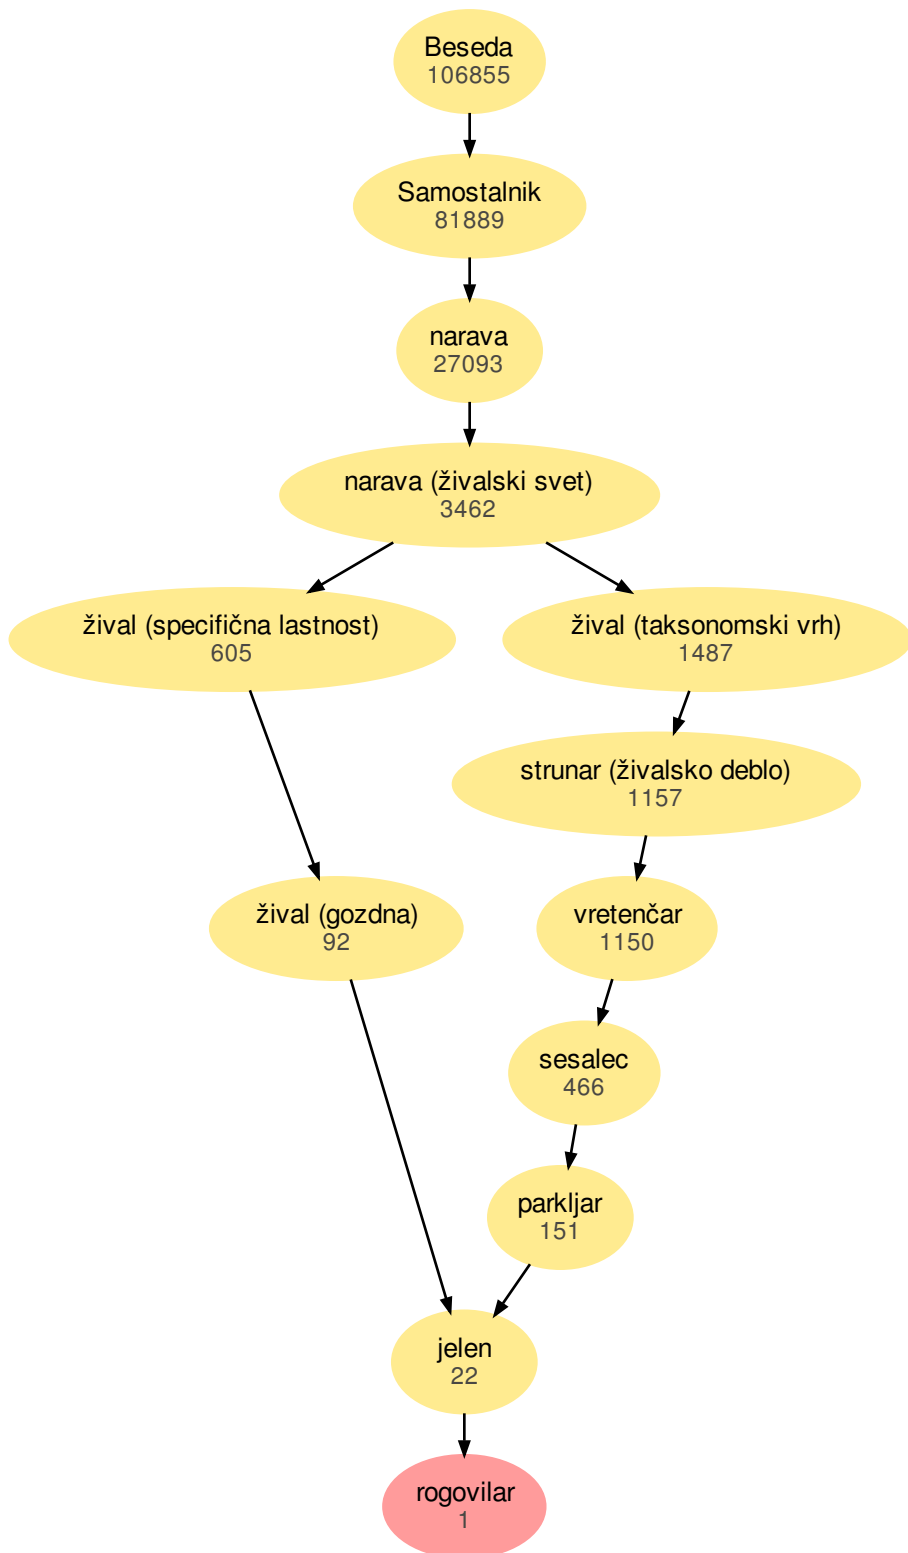 Beseda
106855
Samostalnik
81889
narava
27093
narava (živalski svet)
3462
žival (specifična lastnost)
605
žival (taksonomski vrh)
1487
strunar (živalsko deblo)
1157
žival (gozdna)
92
vretenčar
1150
sesalec
466
parkljar
151
jelen
22
rogovilar
1